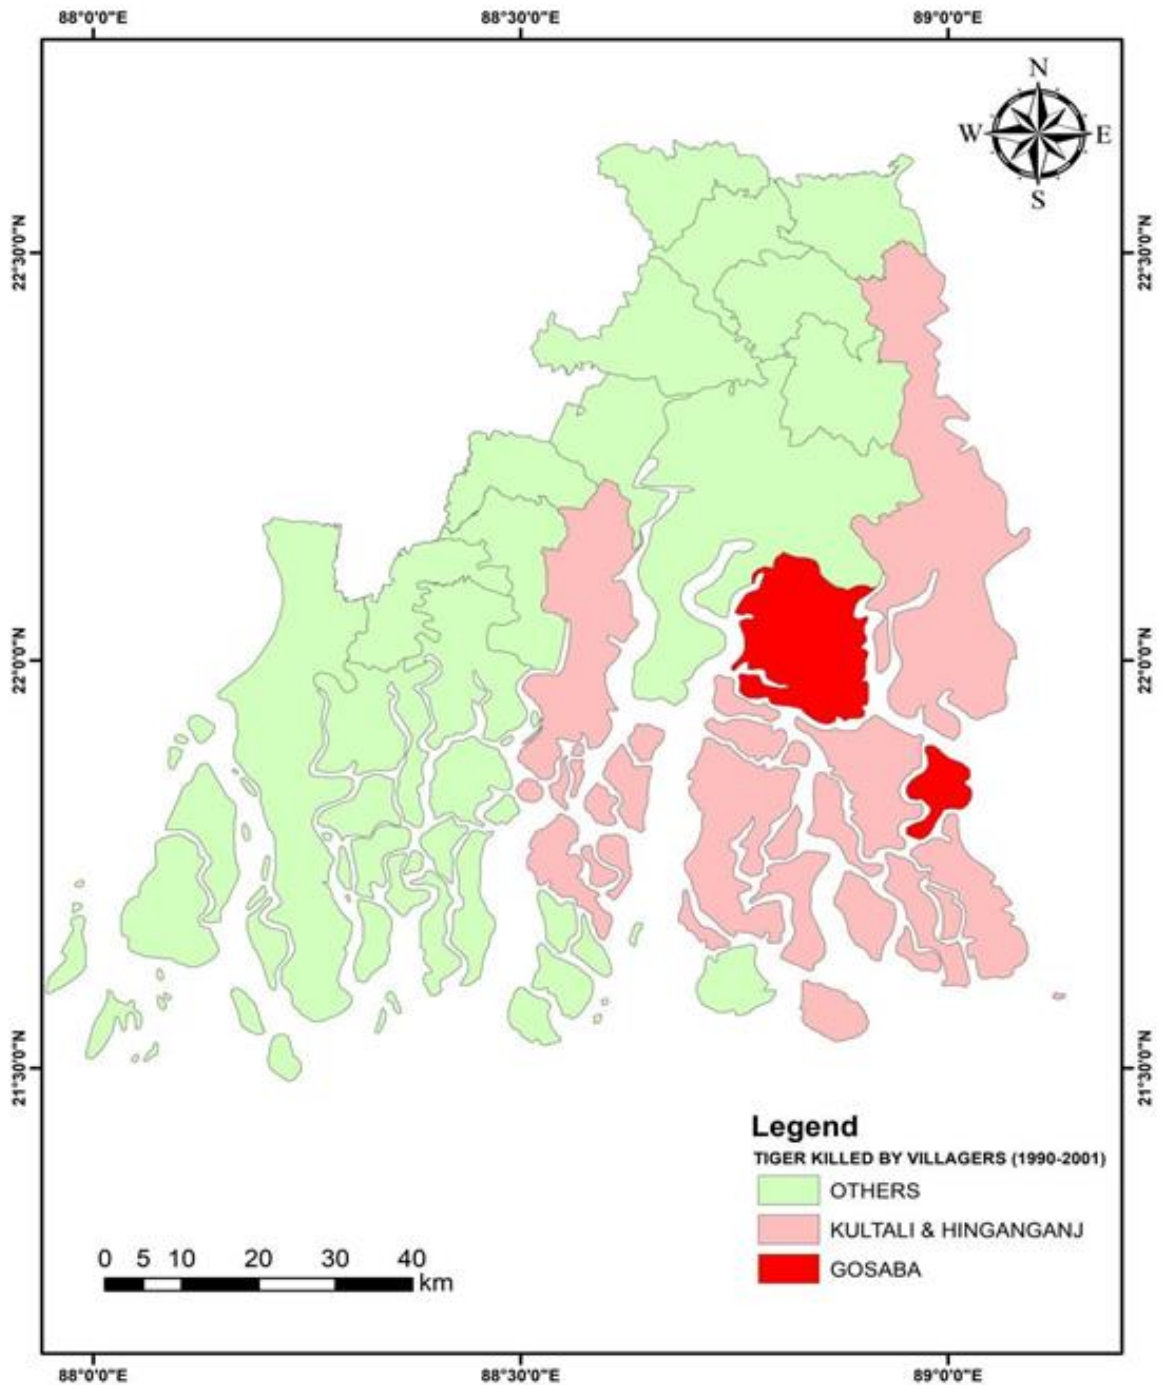 88°0'0"E 88°30'0"E 89°0'0"E
N
W E
S
22°30'0"N 22°30'0"N
22°0'0"N 22°0'0"N
21°30'0"N 21°30'0"N
Legend
TIGER KILLED BY VILLAGERS (1990-2001)
OTHERS
KULTALI & HINGANGANJ
GOSABA
0 5 10 20 30 40
km
88°0'0"E 88°30'0"E 89°0'0"E